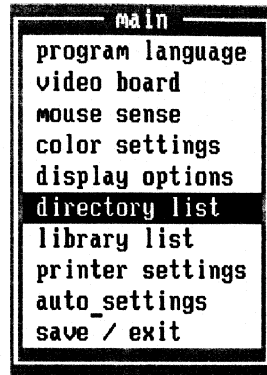 main
program language
video board
mouse sense
color settings
display options
directory list
library list
printer settings
auto_settings
save / exit